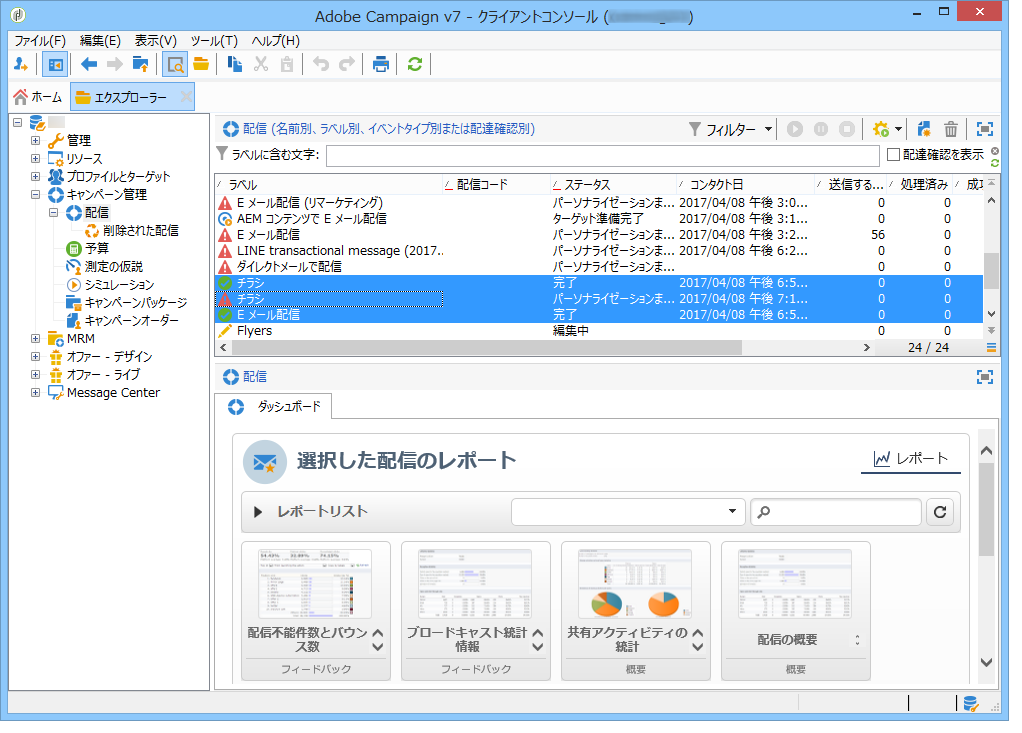 Adobe Campaign v7 - クライアントコンソール (
)
ファイル(F) 編集(E) 表示(V) ツール(T) ヘルプ(H)
ホーム エクスプローラー
管理
リソース
プロファイルとターゲット
キャンペーン管理
配信
削除された配信
予算
測定の仮説
シミュレーション
キャンペーンパッケージ
キャンペーンオーダー
MRM
オファー - デザイン
オファー - ライブ
Message Center
配信 (名前別、ラベル別、イベントタイプ別または配達確認別)
フィルター
ラベルに含む文字:
配達確認を表示
ラベル 配信コード ステータス コンタクト日 送信する... 処理済み 成功
E メール配信 (リマーケティング) パーソナライゼーションま... 2017/04/08 午後 3:0... 0 0
AEM コンテンツで E メール配信 ターゲット準備完了 2017/04/08 午後 3:1... 0 0
E メール配信 パーソナライゼーションま... 2017/04/08 午後 3:2... 56 0
LINE transactional message (2017.. パーソナライゼーションま... 2017/04/08 午後 6:2... 0 0
ダイレクトメールで配信 パーソナライゼーションま... 0 0
チラシ 完了 2017/04/08 午後 6:5... 0 0
チラシ パーソナライゼーションま... 2017/04/08 午後 7:1... 0 0
E メール配信 完了 2017/04/08 午後 6:5... 0 0
Flyers 編集中 0 0
24 / 24
配信
ダッシュボード
選択した配信のレポート
レポート
レポートリスト
配信不能件数とバウンス数
フィードバック
ブロードキャスト統計情報
フィードバック
共有アクティビティの統計
概要
配信の概要
概要